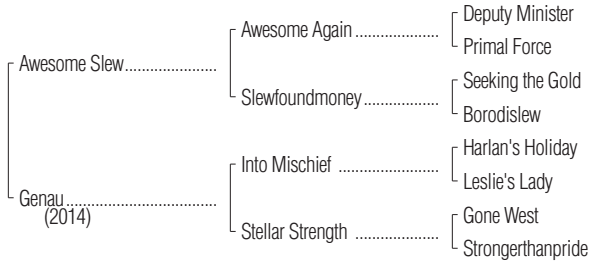 Deputy Minister
Awesome Again ....................
Primal Force
Awesome Slew......................
Seeking the Gold
Slewfoundmoney..................
Borodislew
Harlan's Holiday
Into Mischief ........................
Leslie's Lady
Genau....................................
(2014)
Gone West
Stellar Strength ....................
Strongerthanpride